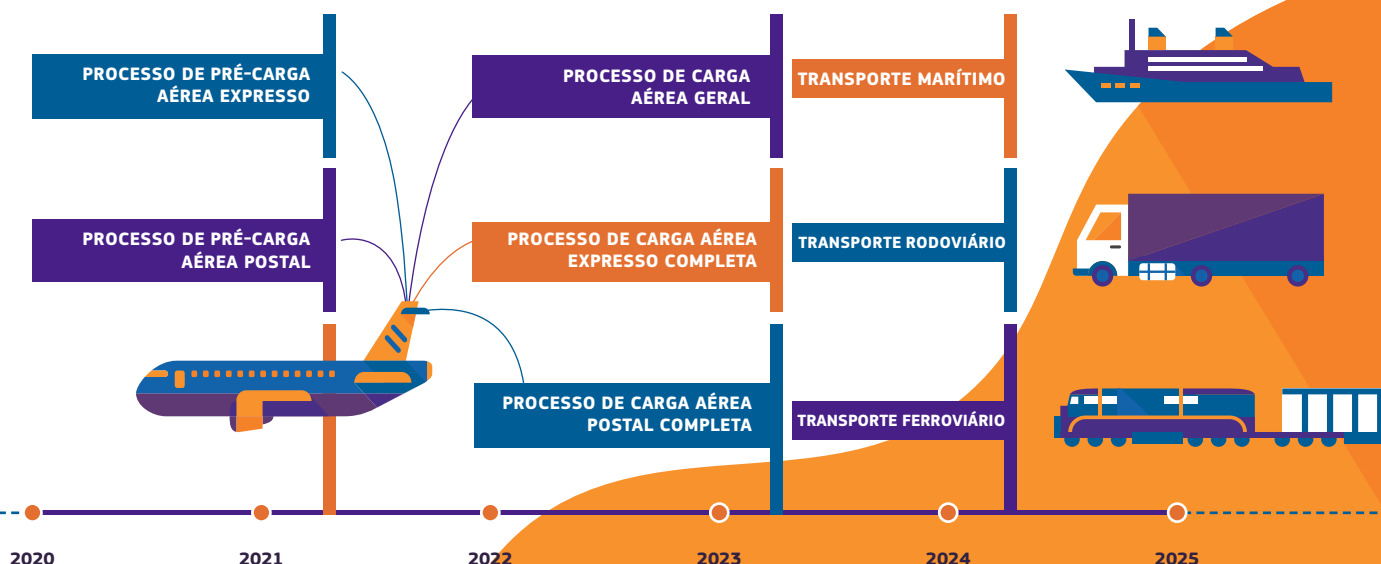 PROCESSO DE PRÉ-CARGA
AÉREA EXPRESSO
PROCESSO DE PRÉ-CARGA
AÉREA POSTAL
PROCESSO DE CARGA
AÉREA GERAL
PROCESSO DE CARGA AÉREA
EXPRESSO COMPLETA
PROCESSO DE CARGA AÉREA
POSTAL COMPLETA
TRANSPORTE MARÍTIMO
TRANSPORTE RODOVIÁRIO
TRANSPORTE FERROVIÁRIO
2020 2021 2022 2023 2024 2025